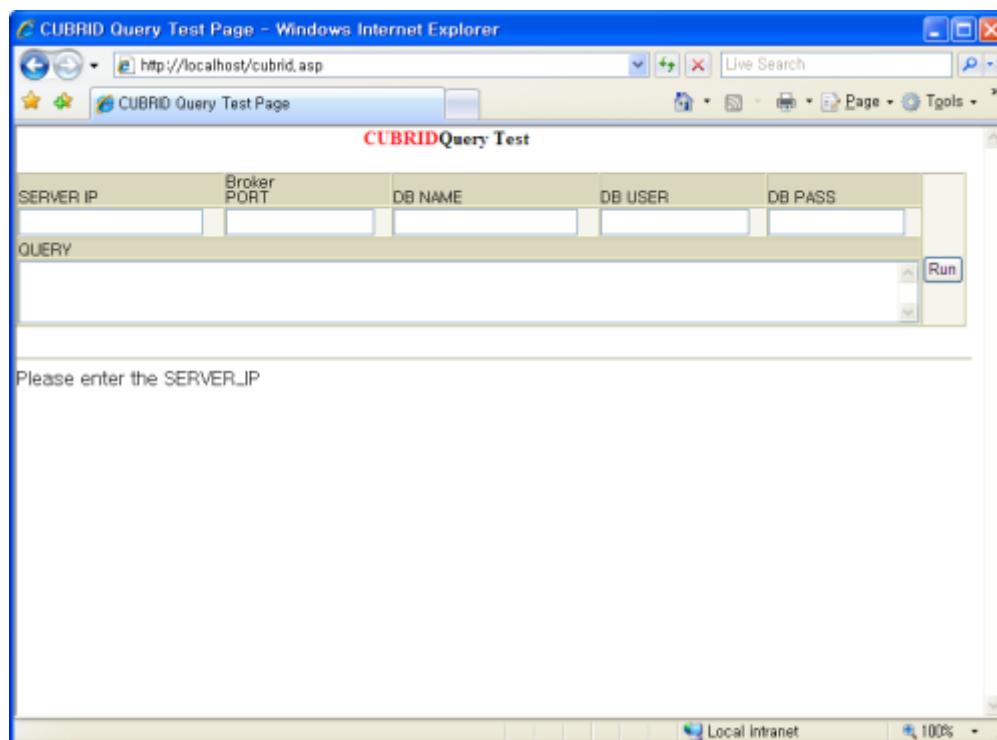 CUBRID Query Test Page - Windows Internet Explorer
http://localhost/cubrid.asp
Live Search
CUBRID Query Test Page
Page
Tools
CUBRIDQuery Test
SERVER IP
Broker
PORT
DB NAME
DB USER
DB PASS
QUERY
Run
Please enter the SERVER_IP
Local intranet
100%